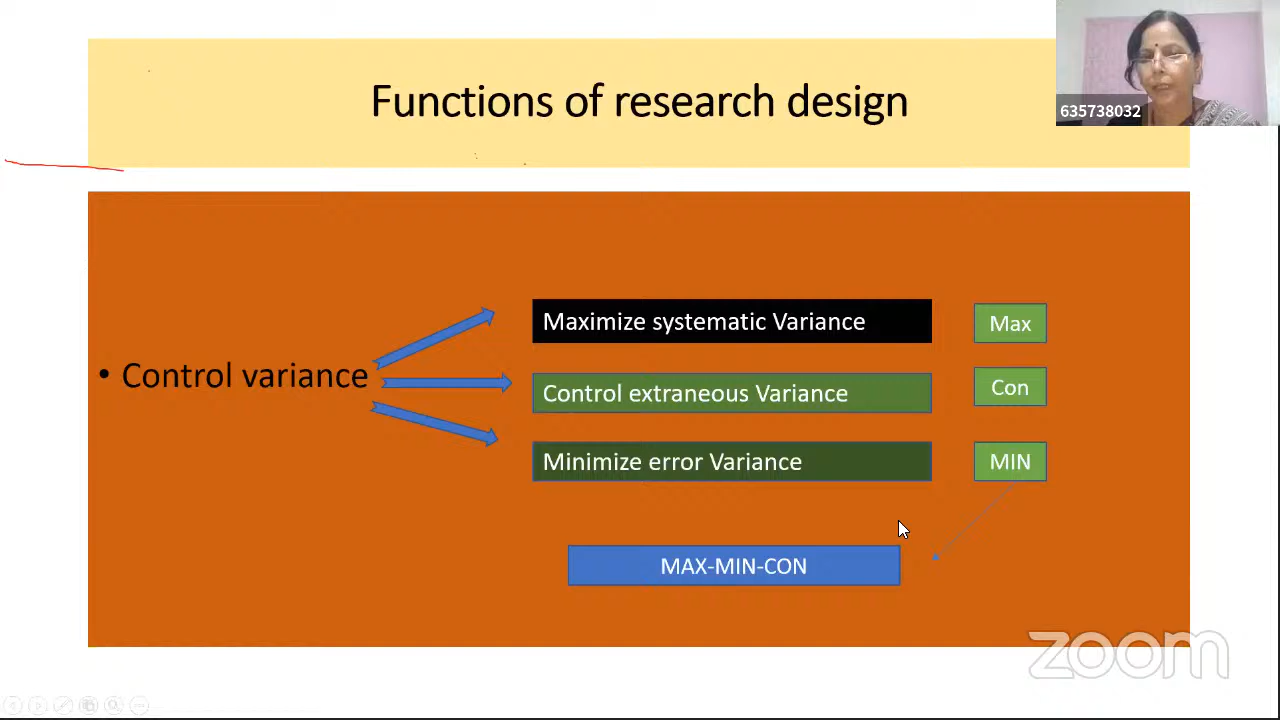 Functions of research design
635738032
• Control variance
Maximize systematic Variance
Max
Control extraneous Variance
Con
Minimize error Variance
MIN
MAX-MIN-CON
zoom